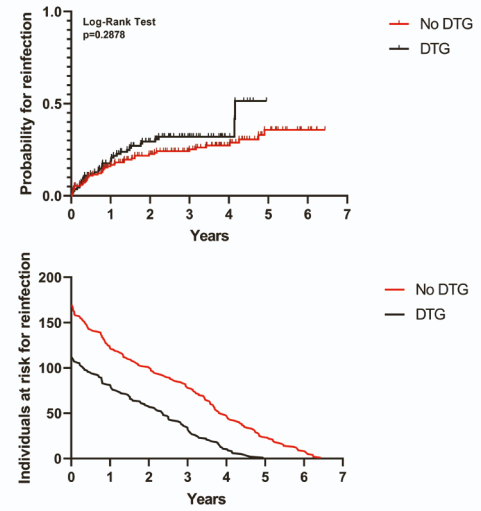 Log-Rank Test
p=0.2878
No DTG
DTG
Probability for reinfection
1.0
0.5
0.0
0 1 2 3 4 5 6 7
Years
Individuals at risk for reinfection
200
150
100
50
0
No DTG
DTG
0 1 2 3 4 5 6 7
Years